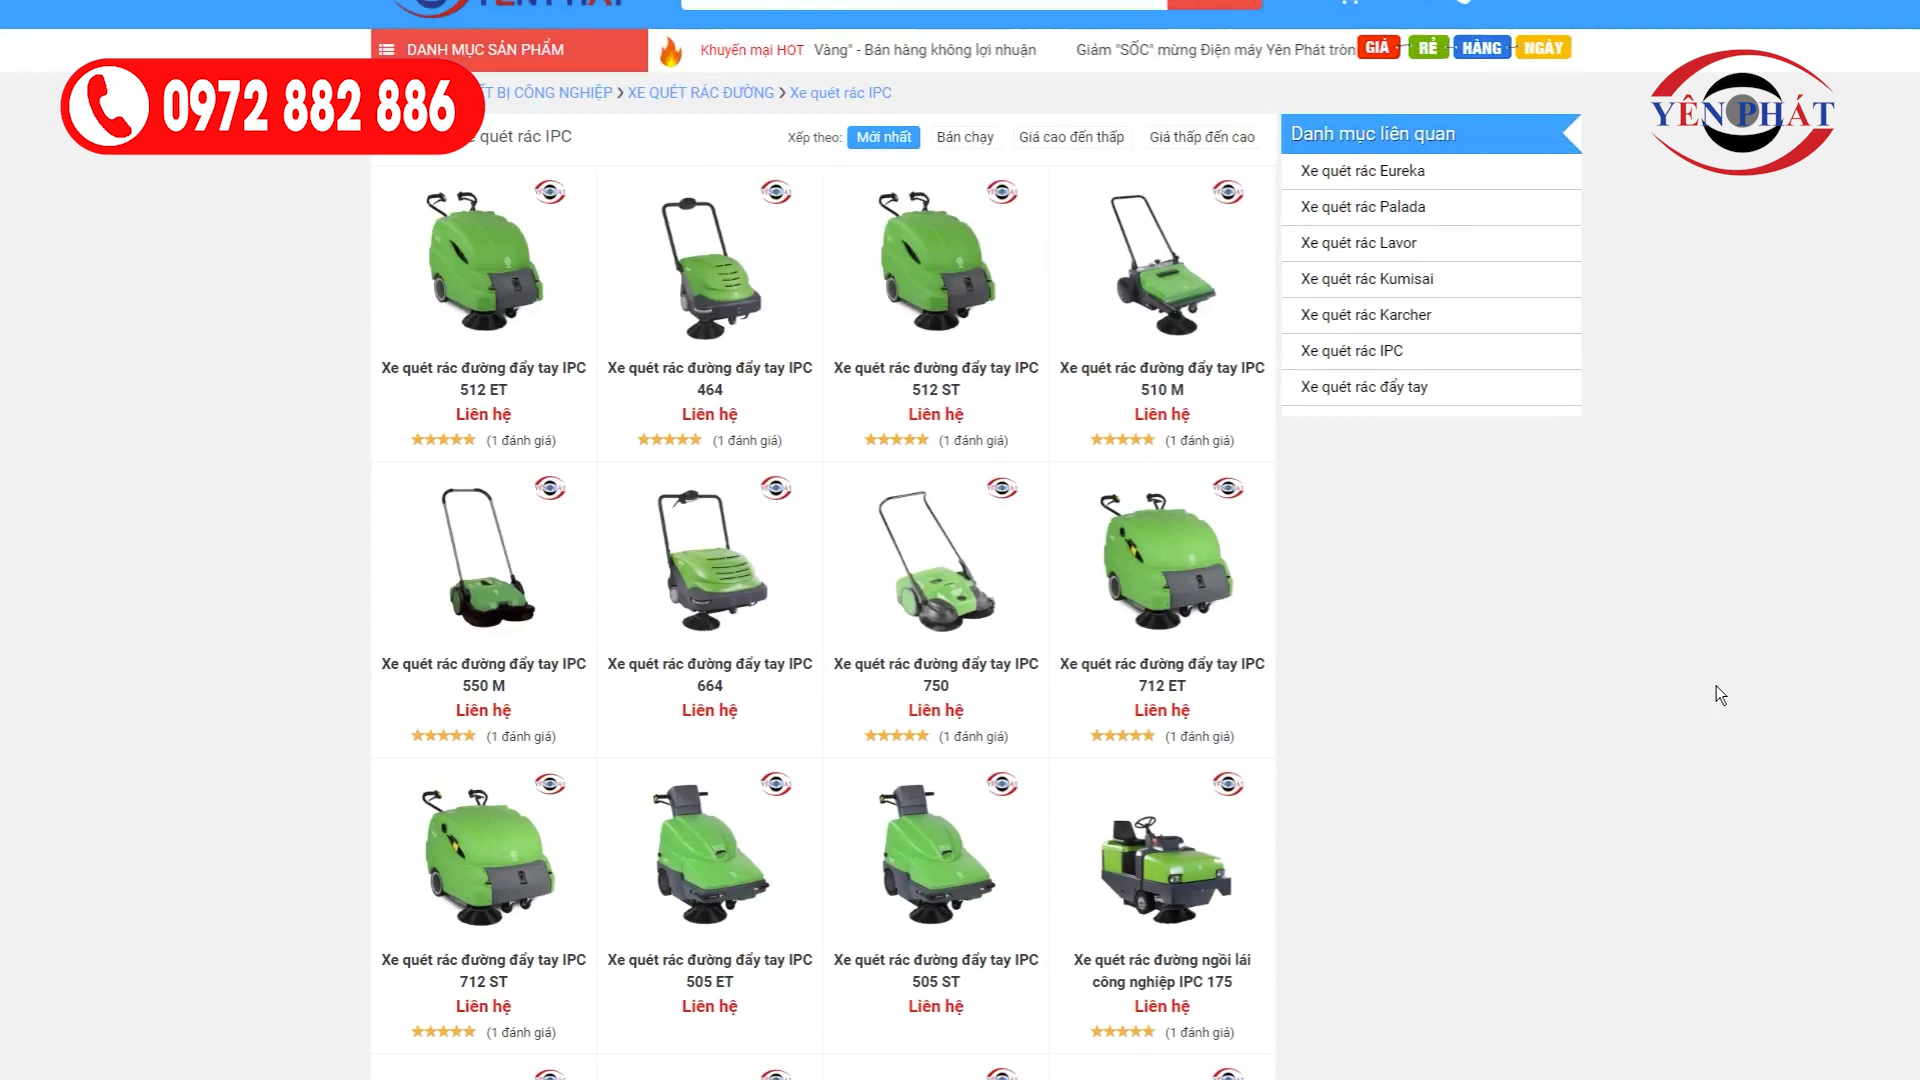 DANH MỤC SẢN PHẨM
Khuyến mại HOT Vàng" - Bán hàng không lợi nhuận Giảm "SỐC" mừng Điện máy Yên Phát tròn
GIÁ RẺ HÀNG NGÀY
0972 882 886
YÊN PHÁT
BỊ CÔNG NGHIỆP > XE QUÉT RÁC ĐƯỜNG > Xe quét rác IPC
quét rác IPC
Xếp theo: Mới nhất Bán chạy Giá cao đến thấp Giá thấp đến cao
Danh mục liên quan
Xe quét rác Eureka
Xe quét rác Palada
Xe quét rác Lavor
Xe quét rác Kumisai
Xe quét rác Karcher
Xe quét rác IPC
Xe quét rác đẩy tay
Xe quét rác đường đẩy tay IPC
512 ET
Liên hệ
(1 đánh giá)
Xe quét rác đường đẩy tay IPC
464
Liên hệ
(1 đánh giá)
Xe quét rác đường đẩy tay IPC
512 ST
Liên hệ
(1 đánh giá)
Xe quét rác đường đẩy tay IPC
510 M
Liên hệ
(1 đánh giá)
Xe quét rác đường đẩy tay IPC
550 M
Liên hệ
(1 đánh giá)
Xe quét rác đường đẩy tay IPC
664
Liên hệ
Xe quét rác đường đẩy tay IPC
750
Liên hệ
(1 đánh giá)
Xe quét rác đường đẩy tay IPC
712 ET
Liên hệ
(1 đánh giá)
Xe quét rác đường đẩy tay IPC
712 ST
Liên hệ
(1 đánh giá)
Xe quét rác đường đẩy tay IPC
505 ET
Liên hệ
Xe quét rác đường đẩy tay IPC
505 ST
Liên hệ
Xe quét rác đường ngồi lái
công nghiệp IPC 175
Liên hệ
(1 đánh giá)